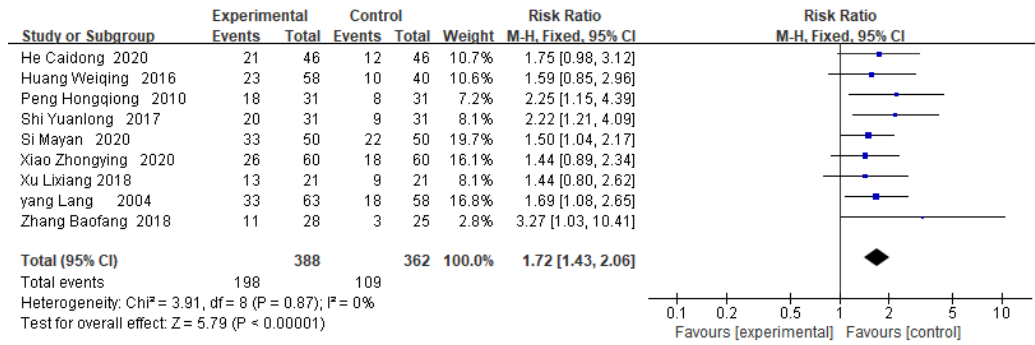 Experimental Control Risk Ratio Risk Ratio
Study or Subgroup Events Total Events Total Weight M-H, Fixed, 95% CI M-H, Fixed, 95% CI
He Caidong 2020 21 46 12 46 10.7% 1.75 [0.98, 3.12]
Huang Weiqing 2016 23 58 10 40 10.6% 1.59 [0.85, 2.96]
Peng Hongqiong 2010 18 31 8 31 7.2% 2.25 [1.15, 4.39]
Shi Yuanlong 2017 20 31 9 31 8.1% 2.22 [1.21, 4.09]
Si Mayan 2020 33 50 22 50 19.7% 1.50 [1.04, 2.17]
Xiao Zhongying 2020 26 60 18 60 16.1% 1.44 [0.89, 2.34]
Xu Lixiang 2018 13 21 9 21 8.1% 1.44 [0.80, 2.62]
yang Lang 2004 33 63 18 58 16.8% 1.69 [1.08, 2.65]
Zhang Baofang 2018 11 28 3 25 2.8% 3.27 [1.03, 10.41]
Total (95% CI) 388 362 100.0% 1.72 [1.43, 2.06]
Total events 198 109
Heterogeneity: Chi² = 3.91, df = 8 (P = 0.87); I² = 0%
Test for overall effect: Z = 5.79 (P < 0.00001)
0.1 0.2 0.5 1 2 5 10
Favours [experimental] Favours [control]